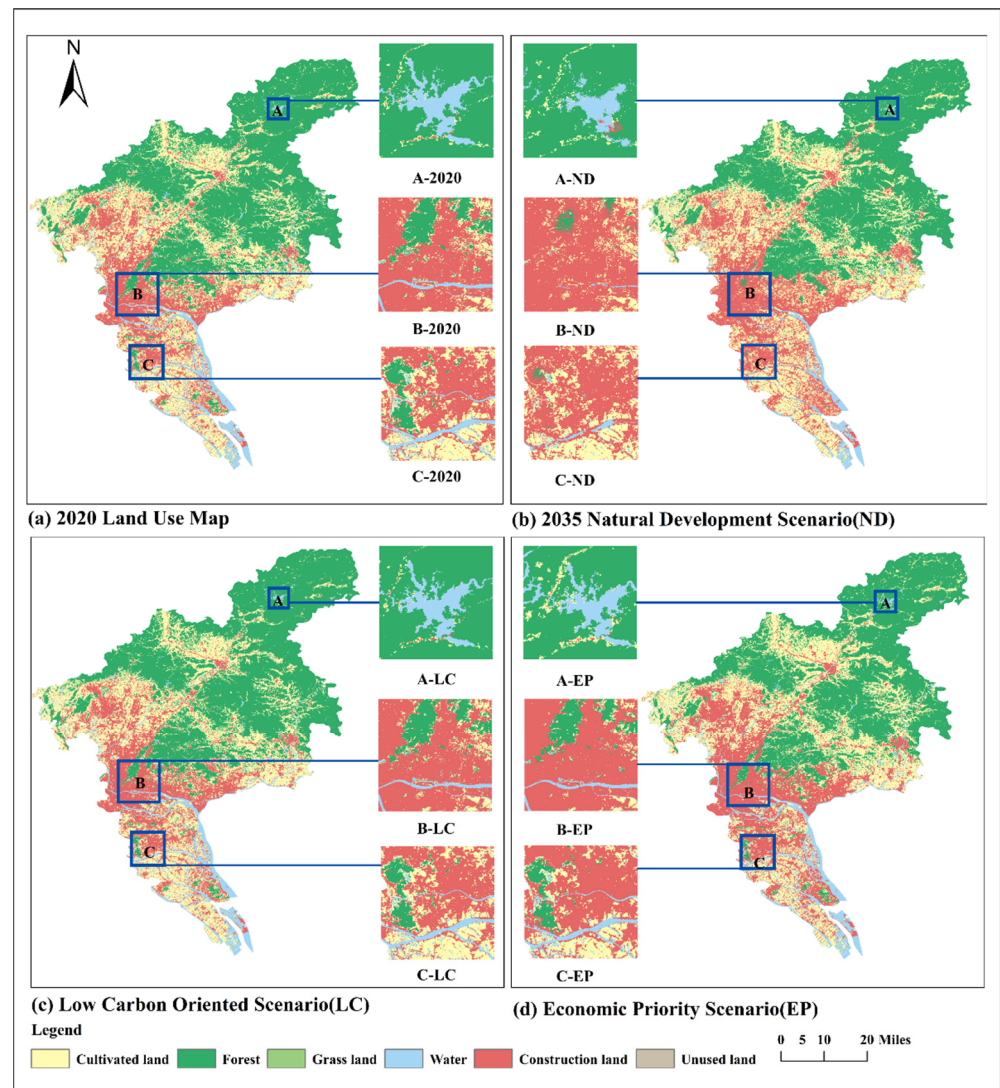 N
A
A
A-2020
A-ND
B
B
B-2020
B-ND
C
C
C-2020
C-ND
(a) 2020 Land Use Map
(b) 2035 Natural Development Scenario(ND)
A
A
A-LC
A-EP
B
B
B-LC
B-EP
C
C
C-LC
C-EP
(c) Low Carbon Oriented Scenario(LC)
(d) Economic Priority Scenario(EP)
Legend
Cultivated land Forest Grass land Water Construction land Unused land
0 5 10 20 Miles